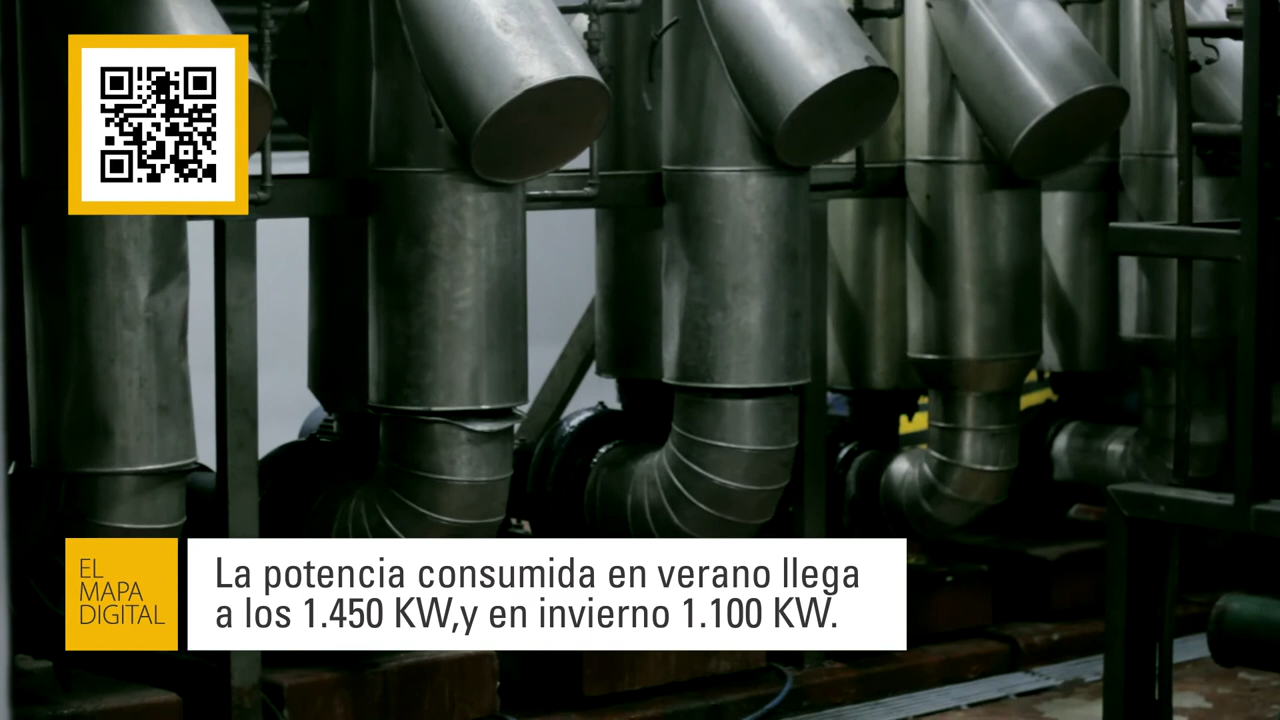 EL
MAPA
DIGITAL
La potencia consumida en verano llega
a los 1.450 KW,y en invierno 1.100 KW.